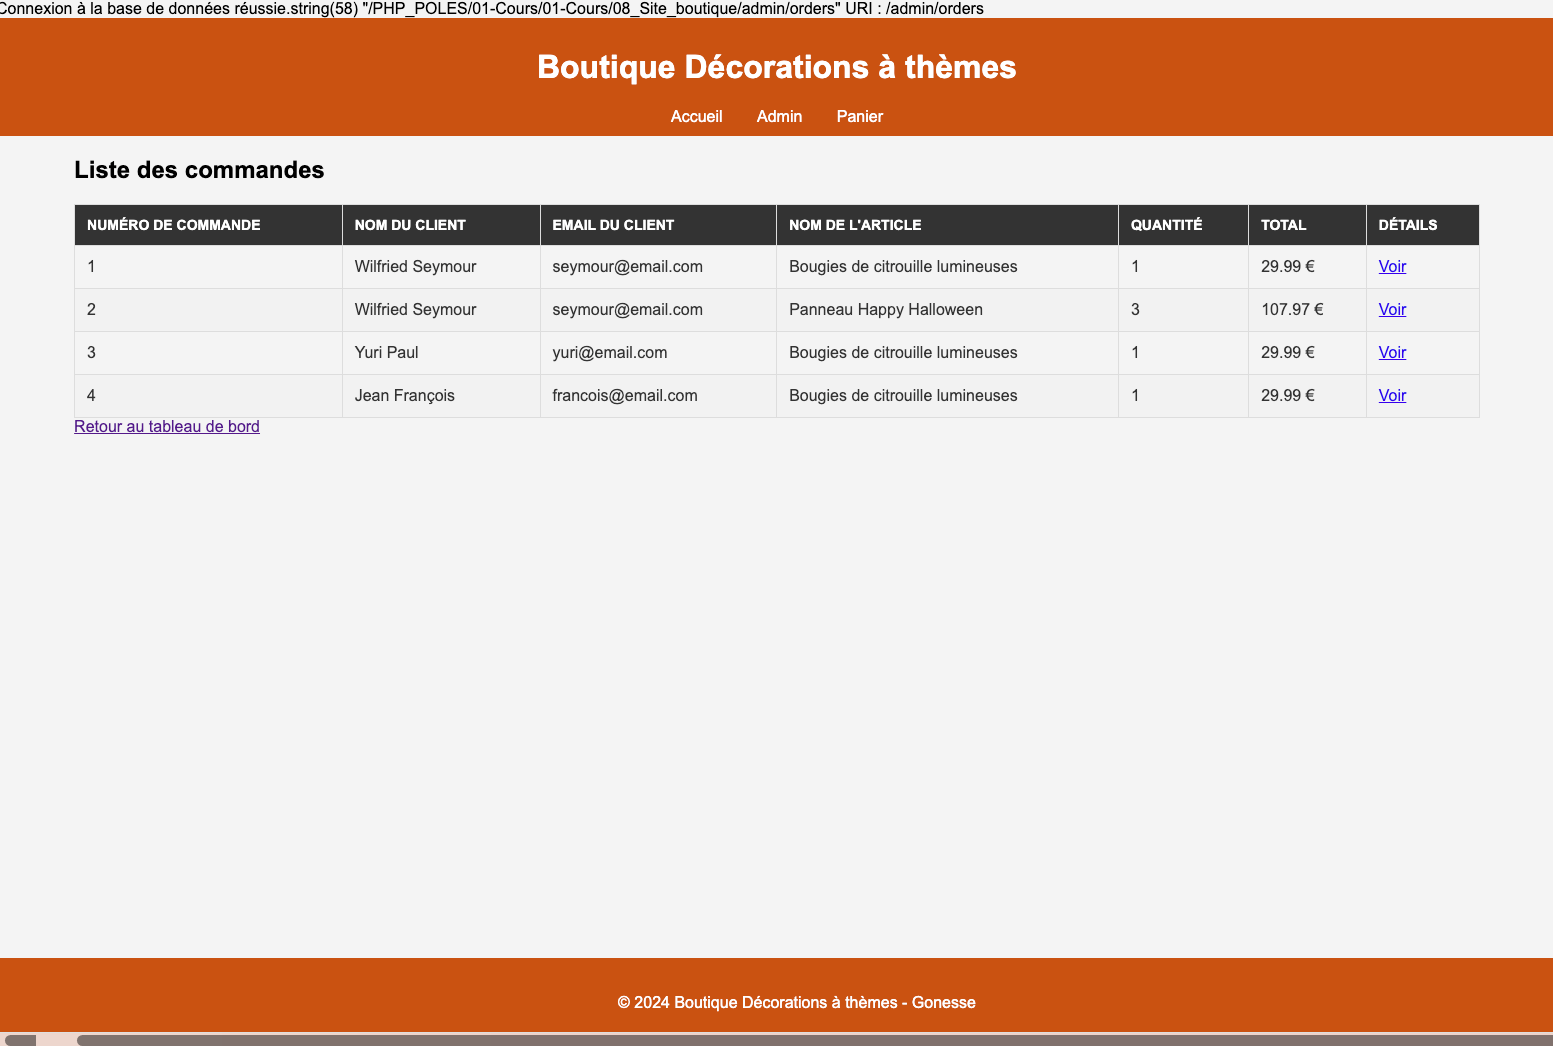 Connexion à la base de données réussie.string(58) "/PHP_POLES/01-Cours/01-Cours/08_Site_boutique/admin/orders" URI : /admin/orders
Boutique Décorations à thèmes
Accueil Admin Panier
Liste des commandes
NUMÉRO DE COMMANDE NOM DU CLIENT EMAIL DU CLIENT NOM DE L'ARTICLE QUANTITÉ TOTAL DÉTAILS
1 Wilfried Seymour seymour@email.com Bougies de citrouille lumineuses 1 29.99 € Voir
2 Wilfried Seymour seymour@email.com Panneau Happy Halloween 3 107.97 € Voir
3 Yuri Paul yuri@email.com Bougies de citrouille lumineuses 1 29.99 € Voir
4 Jean François francois@email.com Bougies de citrouille lumineuses 1 29.99 € Voir
Retour au tableau de bord
© 2024 Boutique Décorations à thèmes - Gonesse